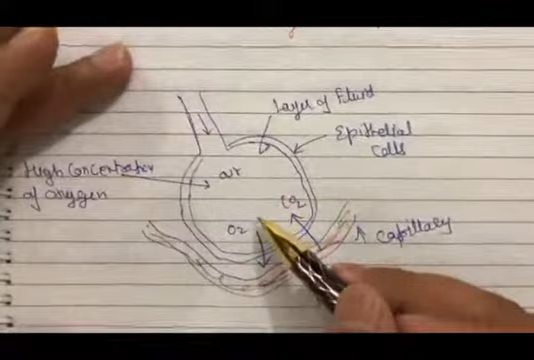 Layer of Fluid
Epithelial
Cells
High Concentration
of oxygen
air
CO2
O2
Capillary